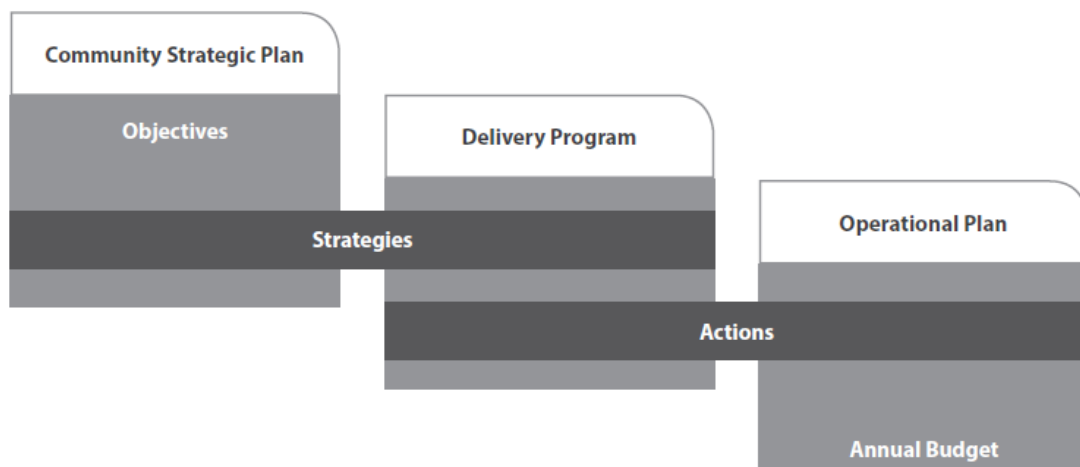 Community Strategic Plan
Objectives
Delivery Program
Strategies
Operational Plan
Actions
Annual Budget